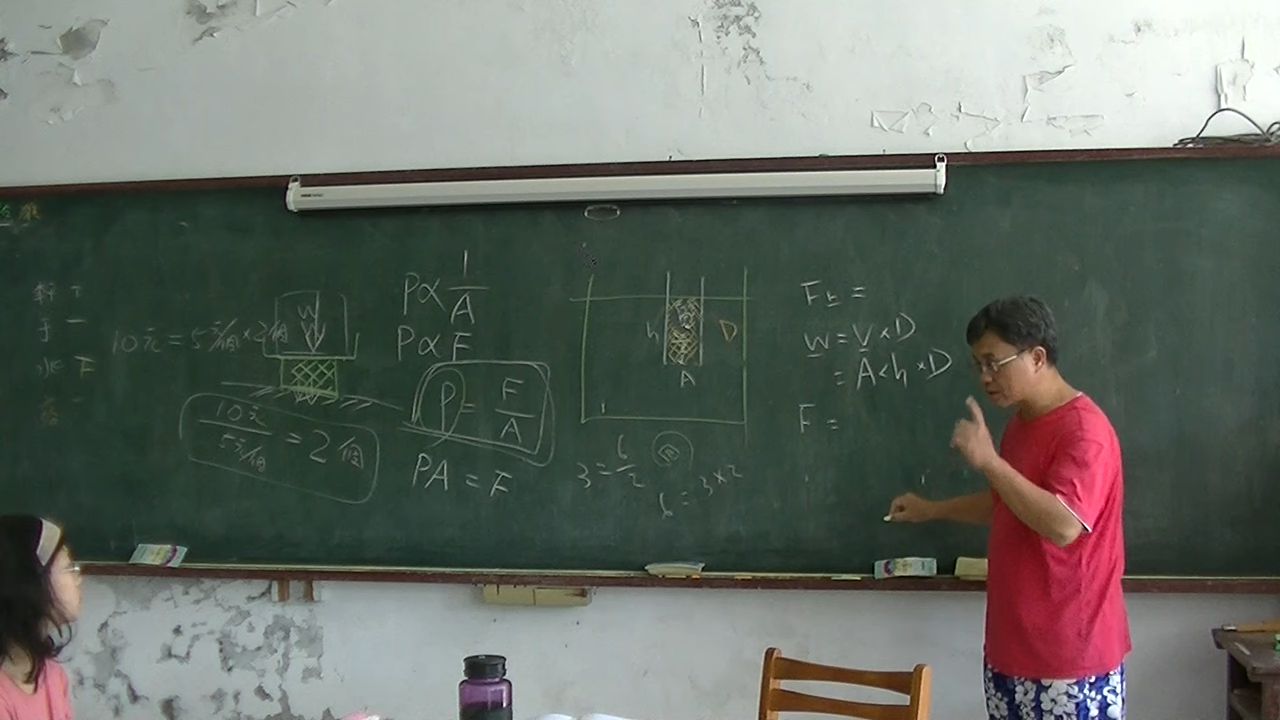 10元 = 5元/個 × 2個
10元
5元/個
= 2個
W
P∝ 1
A
P∝ F
P = F
A
PA = F
h
D
A
3 = 6
2
6 = 3×2
F上 =
W = V×D
= A×h×D
F =